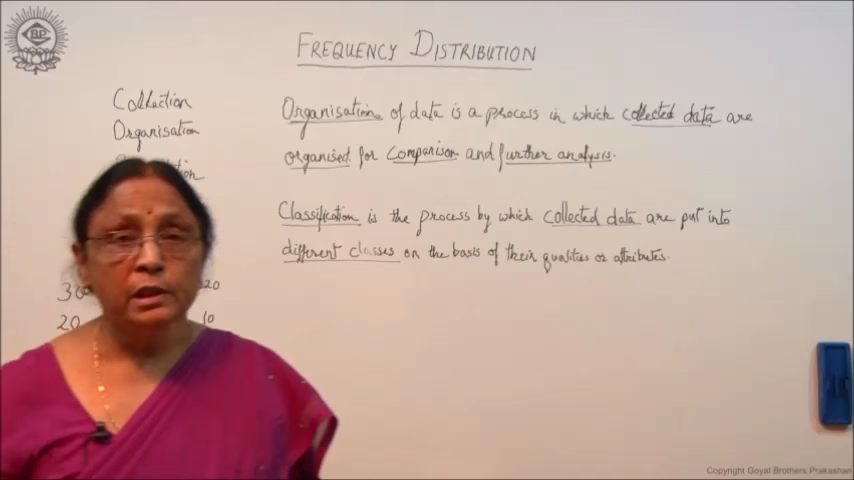 BP
FREQUENCY DISTRIBUTION
Collection
Organisation
Organisation of data is a process in which collected data are
organised for comparison and further analysis.
Classification is the process by which collected data are put into
different classes on the basis of their qualities or attributes.
30
20
20
10
Copyright Goyal Brothers Prakashan